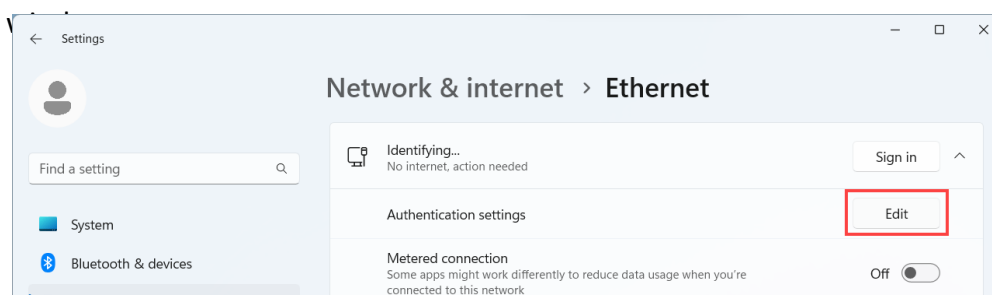 Settings
Network & internet > Ethernet
Identifying...
No internet, action needed
Sign in
Find a setting
Authentication settings
Edit
System
Bluetooth & devices
Metered connection
Some apps might work differently to reduce data usage when you're
connected to this network
Off